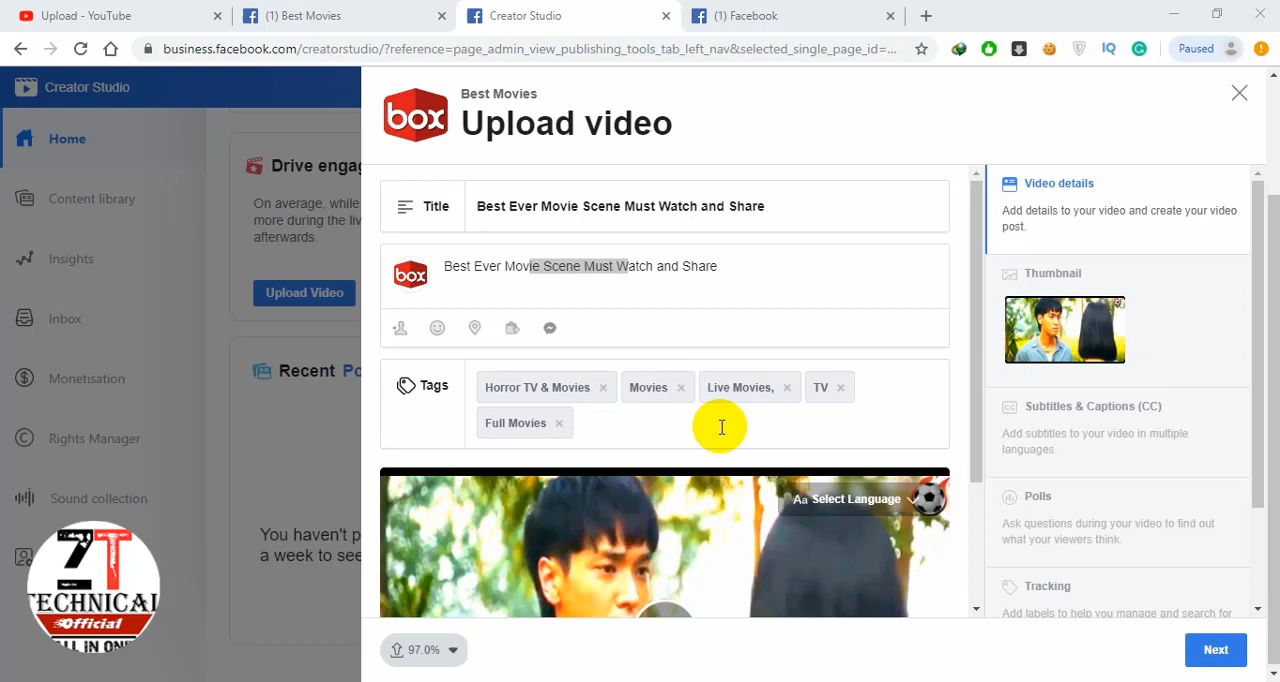 Upload - YouTube
(1) Best Movies
Creator Studio
(1) Facebook
business.facebook.com/creatorstudio/?reference=page_admin_view_publishing_tools_tab_left_nav&selected_single_page_id=...
IQ
Paused
Creator Studio
Home
Content library
Insights
Inbox
Monetisation
Rights Manager
Sound collection
Drive engag
On average, while
more during the liv
afterwards.
Upload Video
Recent Po
You haven't p
a week to see
ZT
TECHNICAL
Official
ALL IN ONE
box
Best Movies
Upload video
Title
Best Ever Movie Scene Must Watch and Share
box
Best Ever Movie Scene Must Watch and Share
Tags
Horror TV & Movies
Movies
Live Movies,
TV
Full Movies
Aa Select Language
97.0%
Next
Video details
Add details to your video and create your video
post.
Thumbnail
CC
Subtitles & Captions (CC)
Add subtitles to your video in multiple
languages.
Polls
Ask questions during your video to find out
what your viewers think.
Tracking
Add labels to help you manage and search for